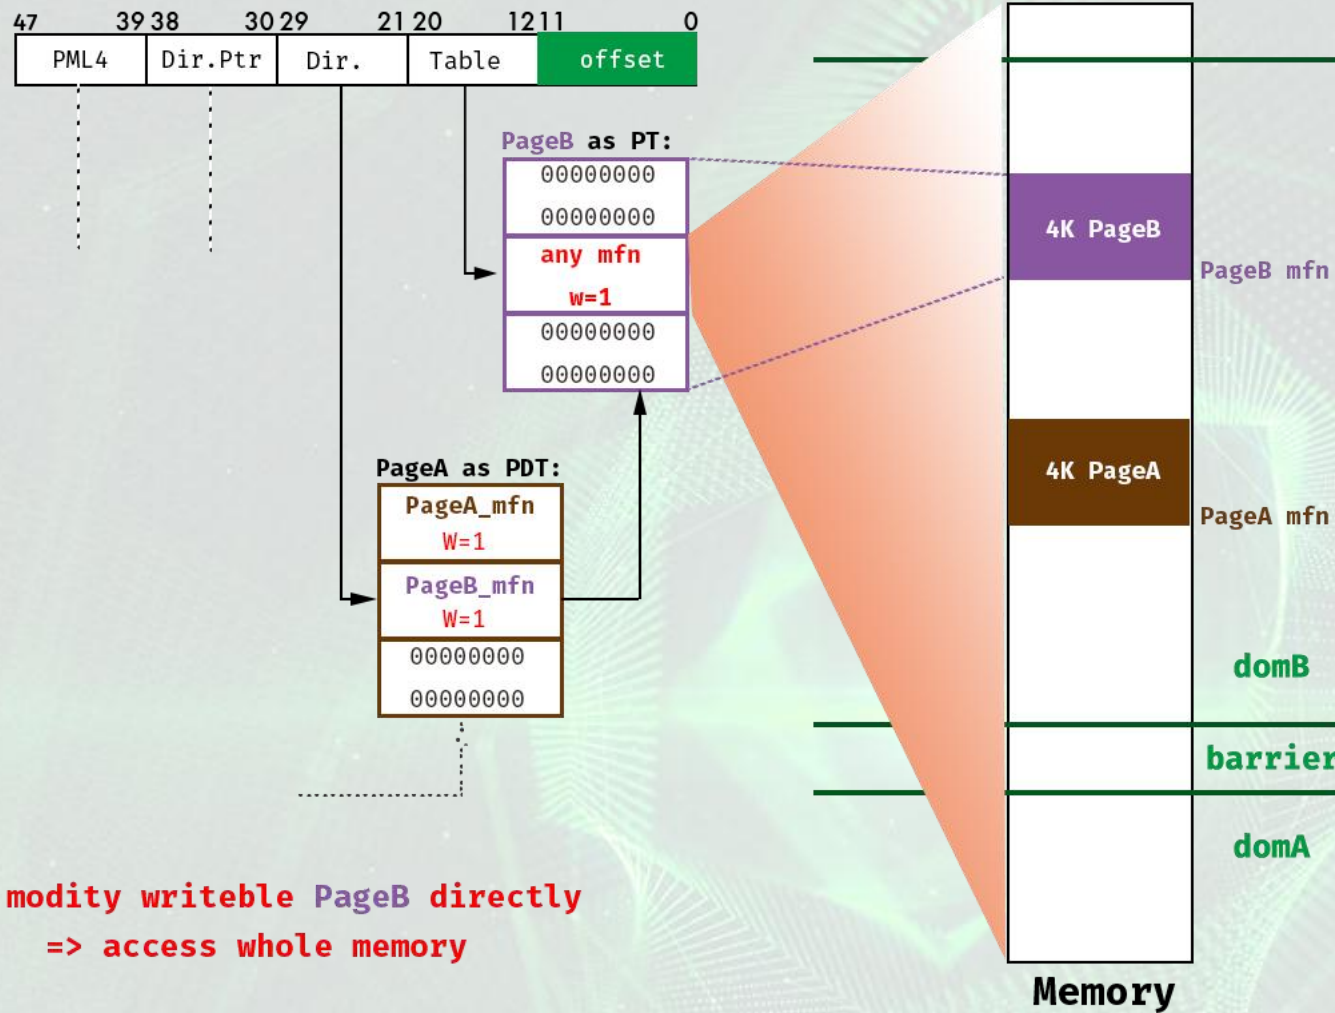 47 39 38 30 29 21 20 12 11 0
PML4 Dir.Ptr Dir. Table offset
PageB as PT:
00000000
00000000
any mfn
w=1
00000000
00000000
PageA as PDT:
PageA_mfn
W=1
PageB_mfn
W=1
00000000
00000000
4K PageB
PageB mfn
4K PageA
PageA mfn
domB
barrier
domA
modity writeble PageB directly
=> access whole memory
Memory